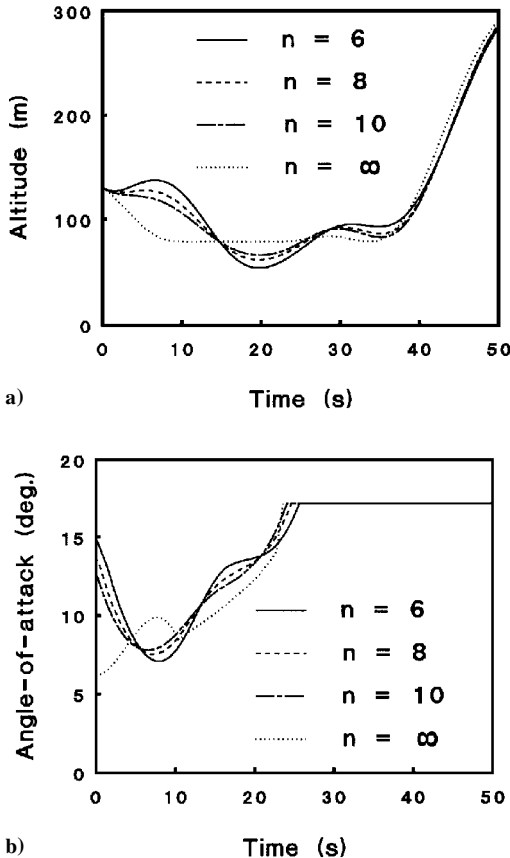 300
200
100
0
Altitude (m)
n = 6
n = 8
n = 10
n = ∞
0 10 20 30 40 50
Time (s)
a)
20
15
10
5
0
Angle-of-attack (deg.)
n = 6
n = 8
n = 10
n = ∞
0 10 20 30 40 50
Time (s)
b)